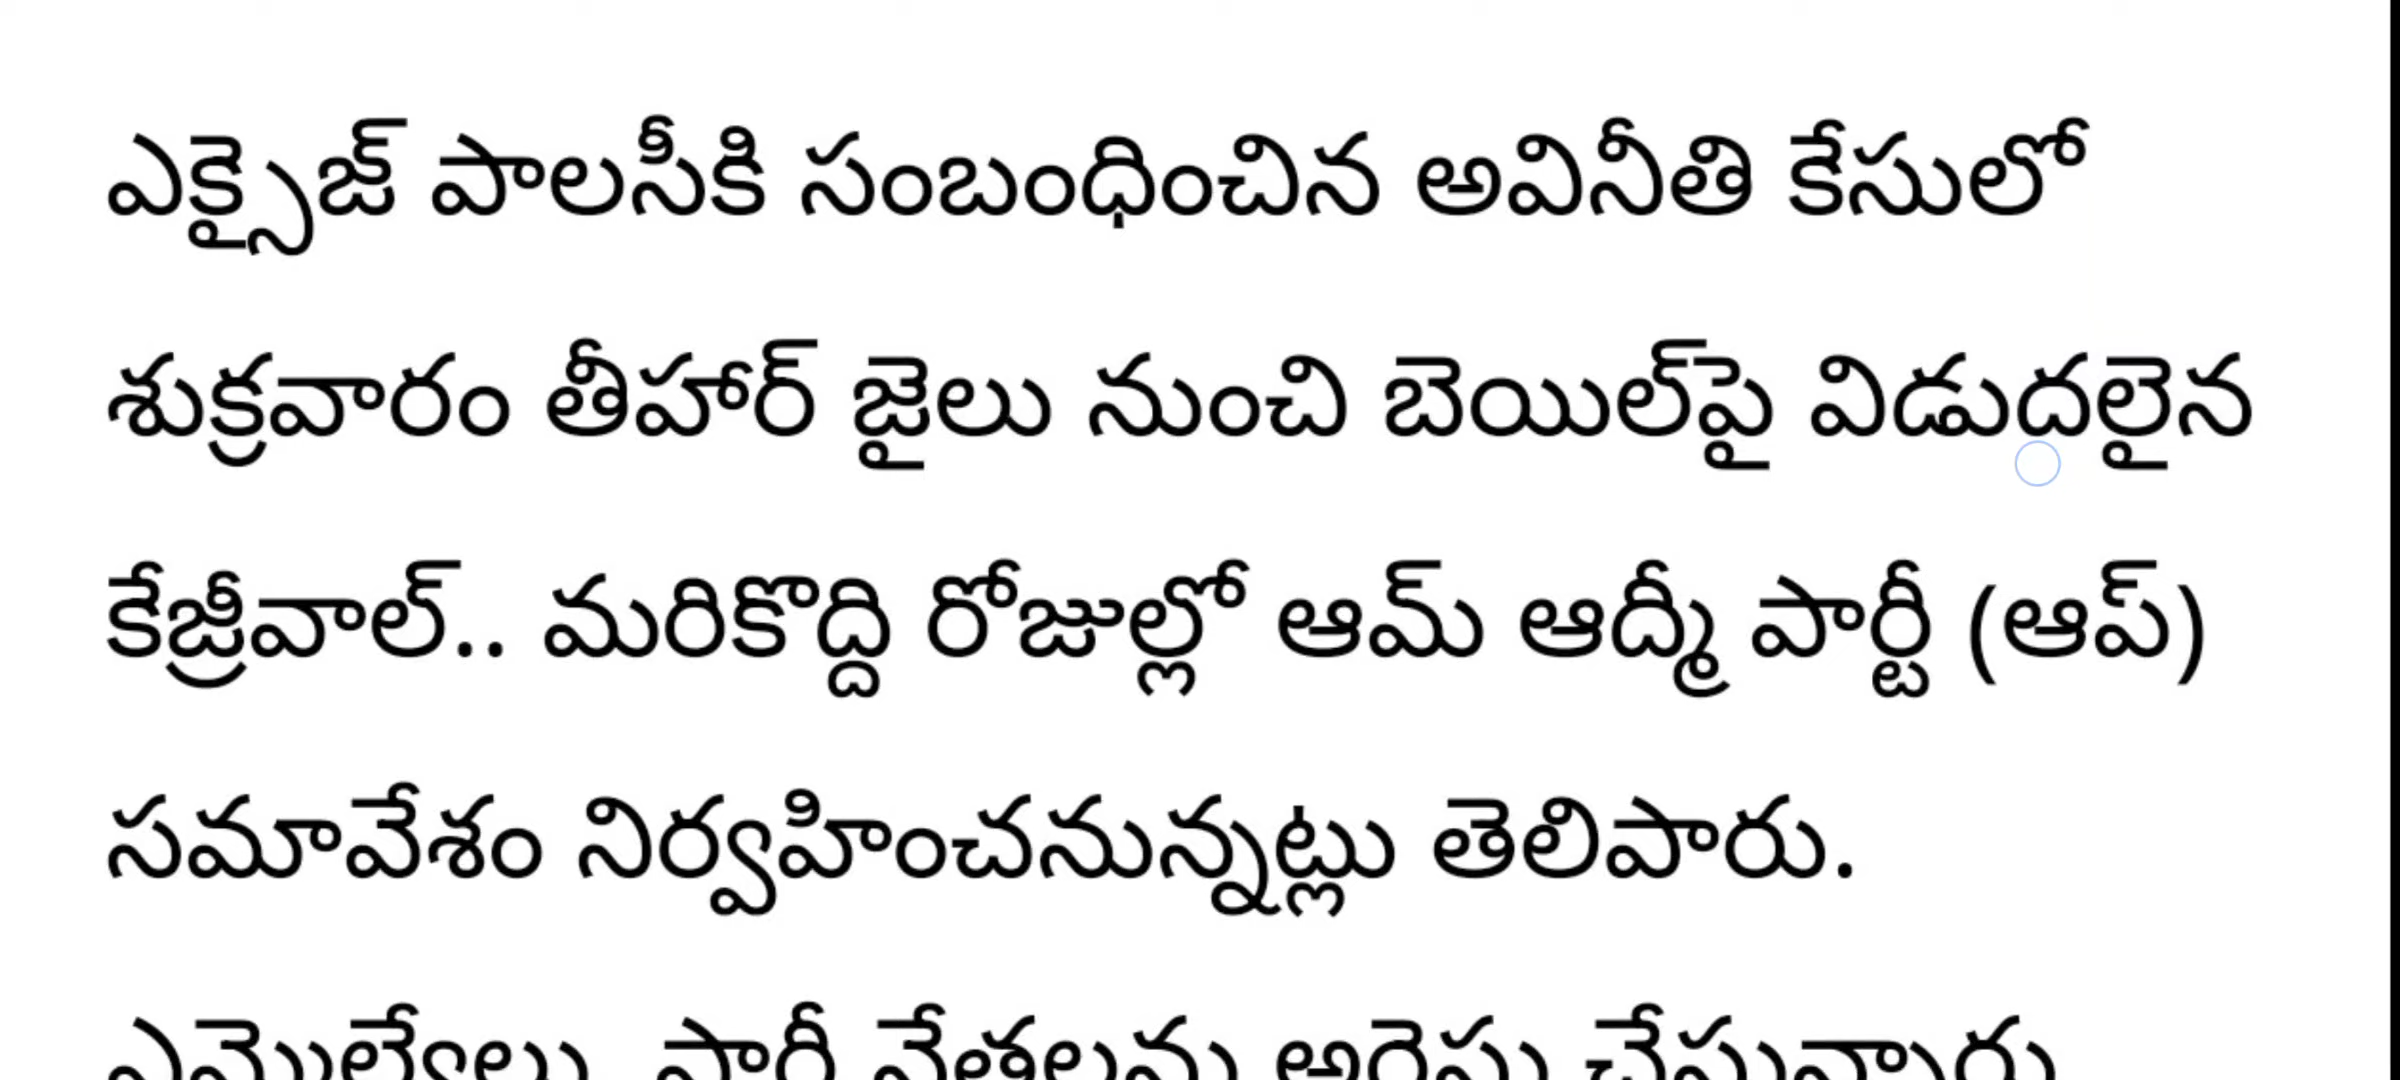 ఎక్సైజ్ పాలసీకి సంబంధించిన అవినీతి కేసులో
శుక్రవారం తీహార్ జైలు నుంచి బెయిల్‌పై విడుదలైన
కేజ్రీవాల్.. మరికొద్ది రోజుల్లో ఆమ్ ఆద్మీ పార్టీ (ఆప్)
సమావేశం నిర్వహించనున్నట్లు తెలిపారు.